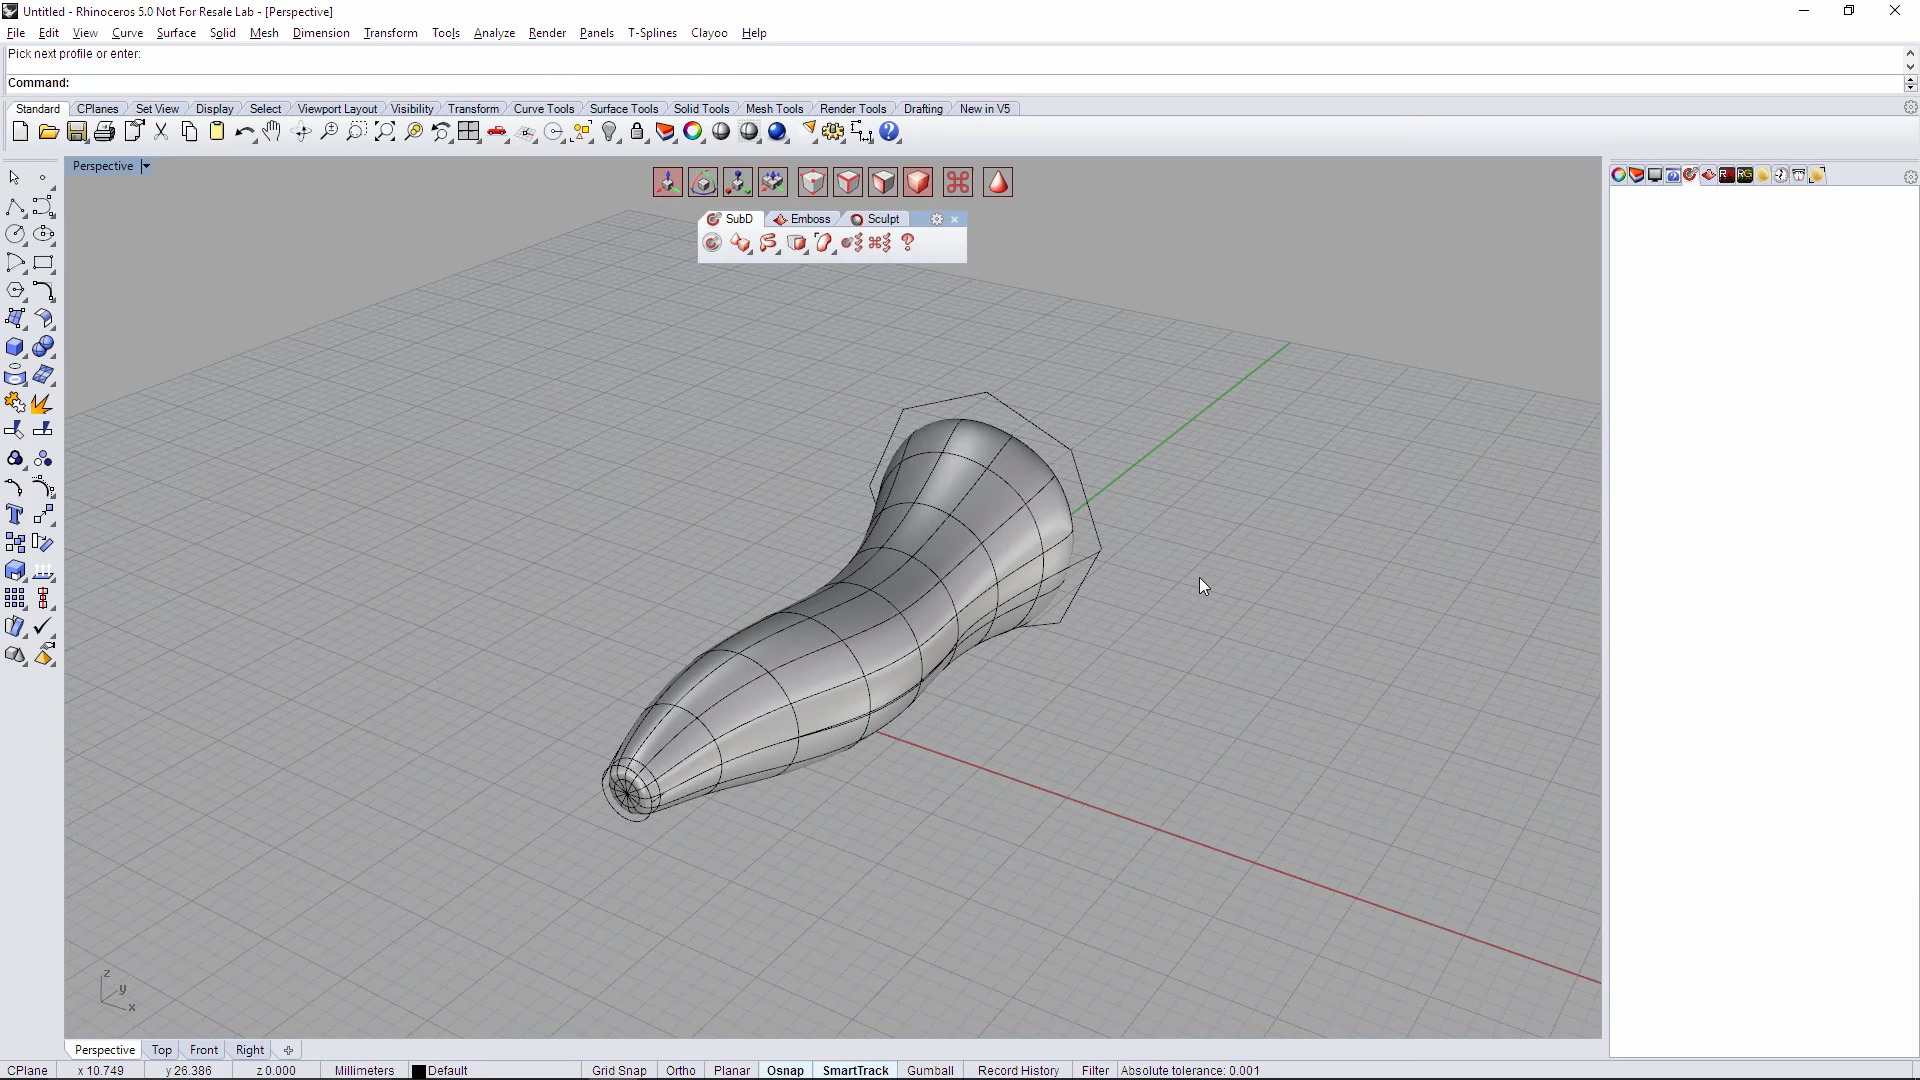 Untitled - Rhinoceros 5.0 Not For Resale Lab - [Perspective]
File Edit View Curve Surface Solid Mesh Dimension Transform Tools Analyze Render Panels T-Splines Clayoo Help
Pick next profile or enter:
Command:
Standard CPlanes Set View Display Select Viewport Layout Visibility Transform Curve Tools Surface Tools Solid Tools Mesh Tools Render Tools Drafting New in V5
Perspective
SubD Emboss Sculpt
z
y
x
Perspective Top Front Right
CPlane x 10.749 y 26.386 z 0.000 Millimeters Default Grid Snap Ortho Planar Osnap SmartTrack Gumball Record History Filter Absolute tolerance: 0.001